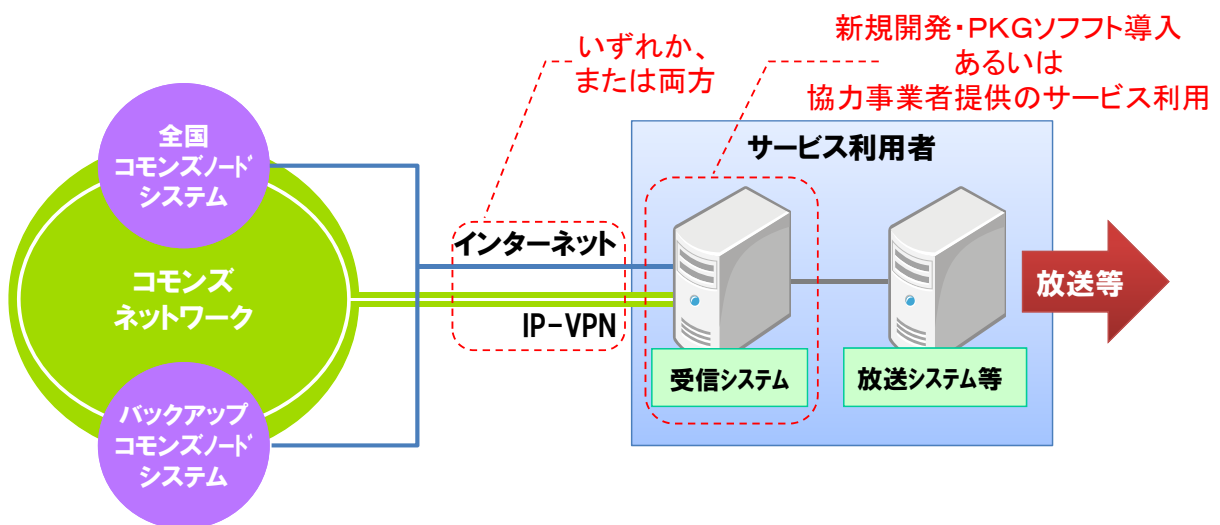 いずれか、
または両方
新規開発・PKGソフフト導入
あるいは
協力事業者提供のサービス利用
全国
コモンズノード
システム
サービス利用者
インターネット
コモンズ
ネットワーク
放送等
IP-VPN
受信システム
放送システム等
バックアップ
コモンズノード
システム